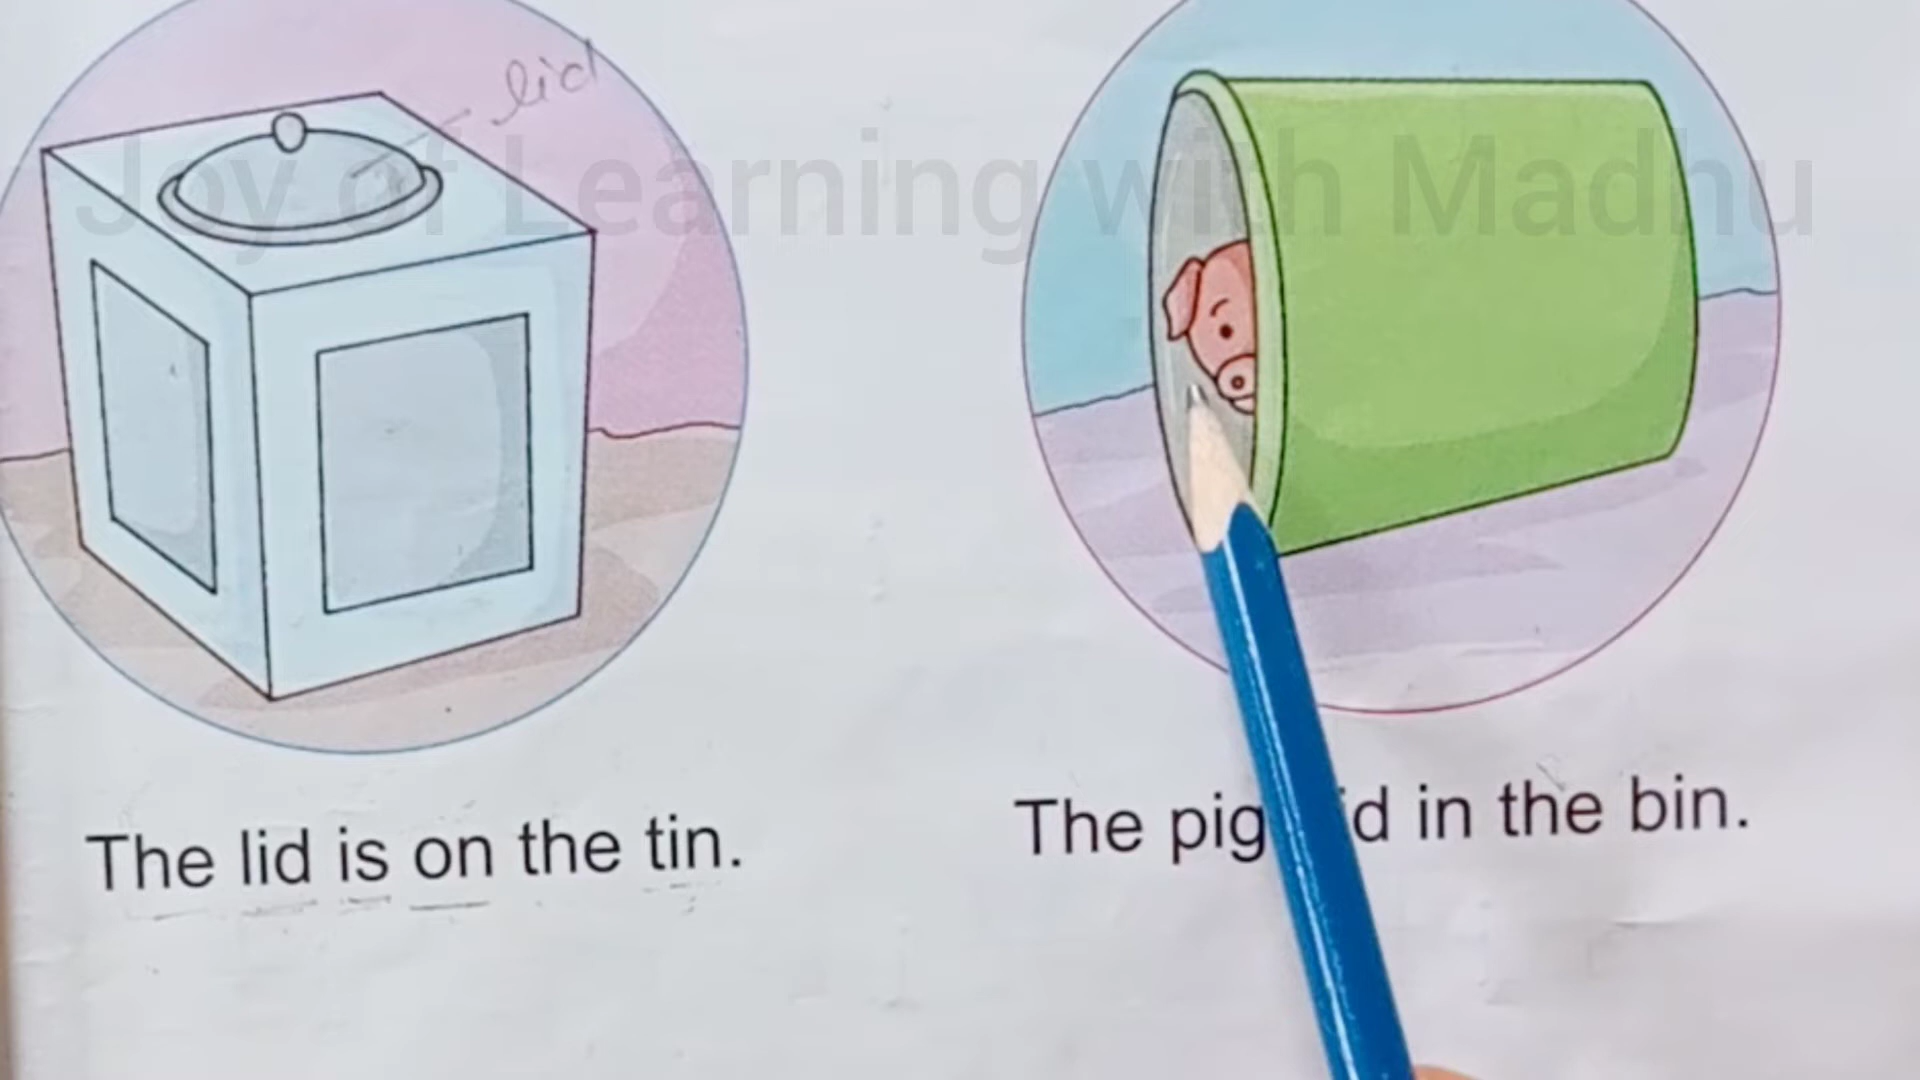 lid
Joy of Learning with Madhu
The lid is on the tin.
The pig in the bin.